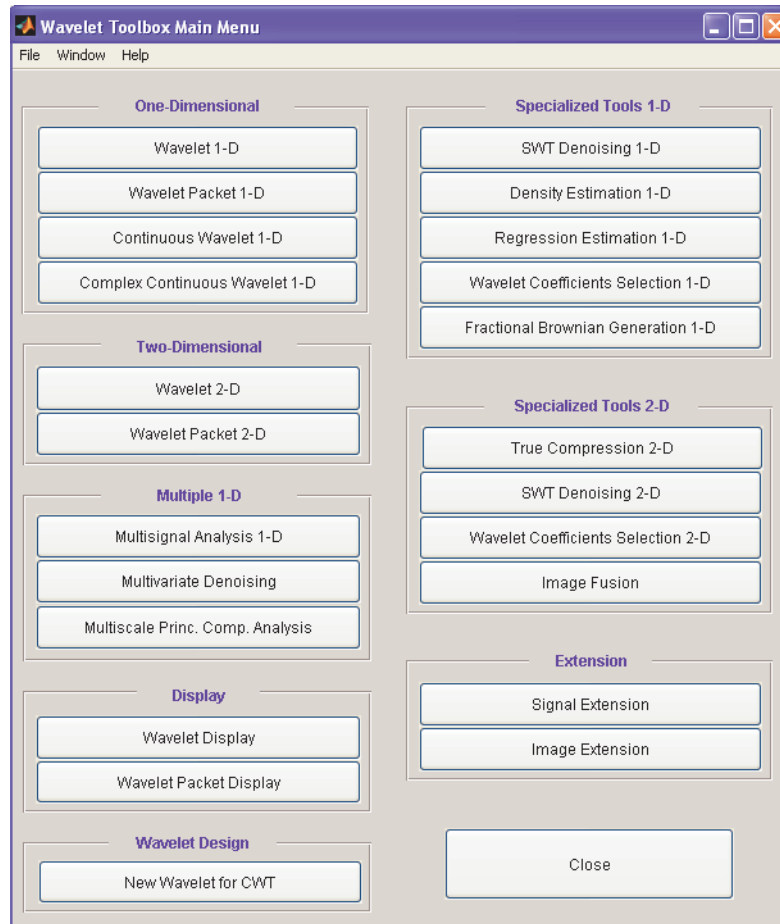 Wavelet Toolbox Main Menu
File Window Help
One-Dimensional
Wavelet 1-D
Wavelet Packet 1-D
Continuous Wavelet 1-D
Complex Continuous Wavelet 1-D
Two-Dimensional
Wavelet 2-D
Wavelet Packet 2-D
Multiple 1-D
Multisignal Analysis 1-D
Multivariate Denoising
Multiscale Princ. Comp. Analysis
Display
Wavelet Display
Wavelet Packet Display
Wavelet Design
New Wavelet for CWT
Specialized Tools 1-D
SWT Denoising 1-D
Density Estimation 1-D
Regression Estimation 1-D
Wavelet Coefficients Selection 1-D
Fractional Brownian Generation 1-D
Specialized Tools 2-D
True Compression 2-D
SWT Denoising 2-D
Wavelet Coefficients Selection 2-D
Image Fusion
Extension
Signal Extension
Image Extension
Close